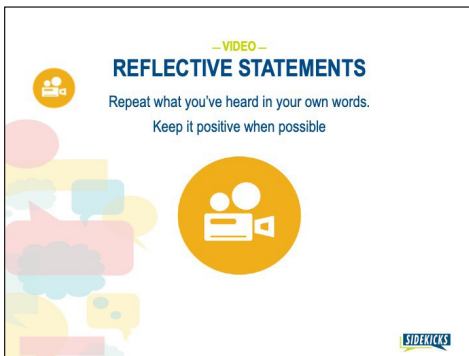 – VIDEO –
REFLECTIVE STATEMENTS
Repeat what you've heard in your own words.
Keep it positive when possible
SIDEKICKS